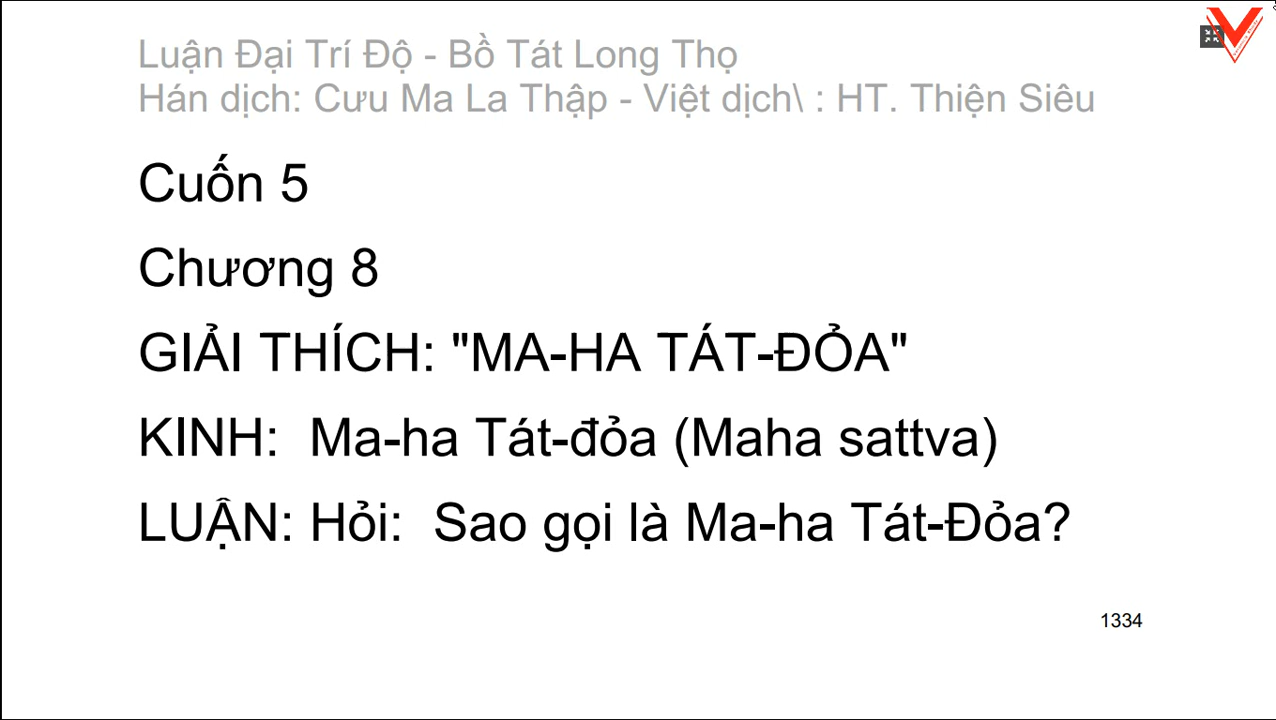 Luận Đại Trí Độ - Bồ Tát Long Thọ
Hán dịch: Cưu Ma La Thập - Việt dịch\ : HT. Thiện Siêu
Cuốn 5
Chương 8
GIẢI THÍCH: "MA-HA TÁT-ĐỎA"
KINH:  Ma-ha Tát-đỏa (Maha sattva)
LUẬN: Hỏi:  Sao gọi là Ma-ha Tát-Đỏa?
1334